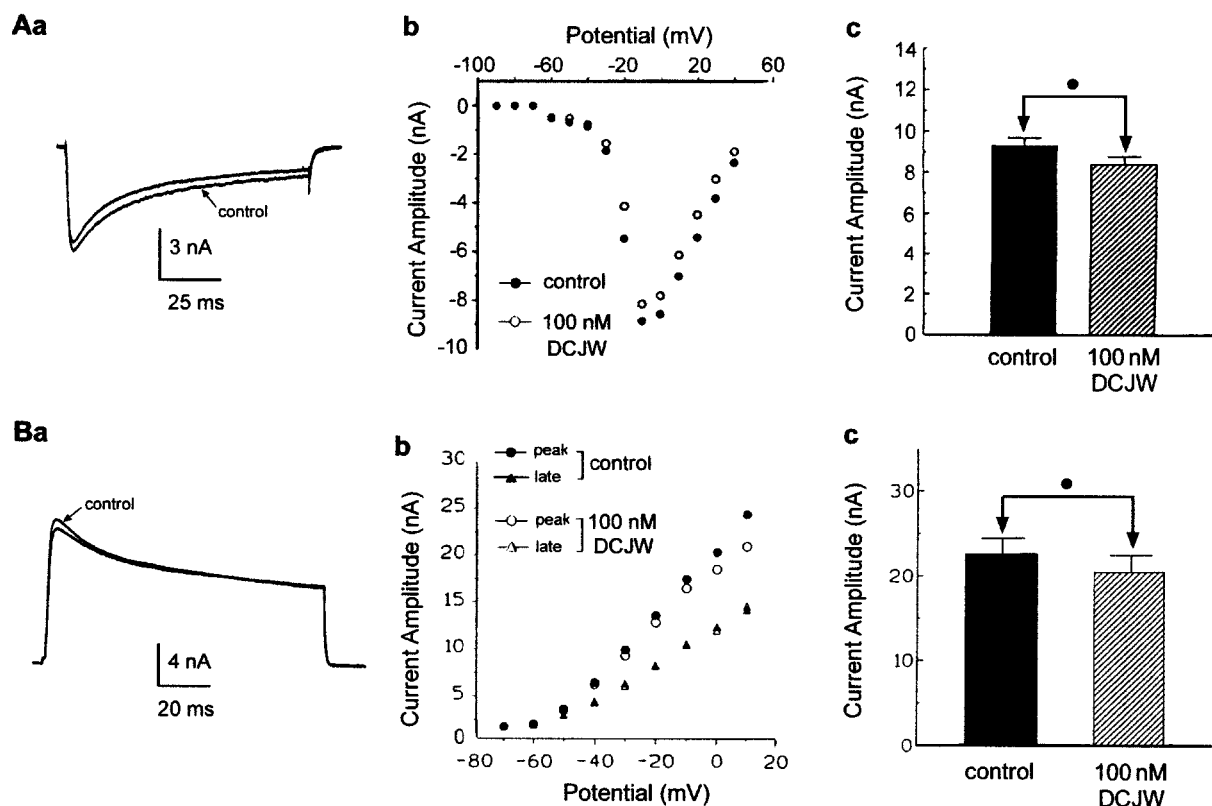 Aa
control
3 nA
25 ms
b
Potential (mV)
-100 -60 -20 20 60
Current Amplitude (nA)
0
-2
-4
-6
-8
-10
control
100 nM
DCJW
c
Current Amplitude (nA)
14
12
10
8
6
4
2
0
control
100 nM
DCJW
Ba
control
4 nA
20 ms
b
Current Amplitude (nA)
30
25
20
15
10
5
0
peak
late
control
peak
late
100 nM
DCJW
-80 -60 -40 -20 0 20
Potential (mV)
c
Current Amplitude (nA)
30
20
10
0
control
100 nM
DCJW